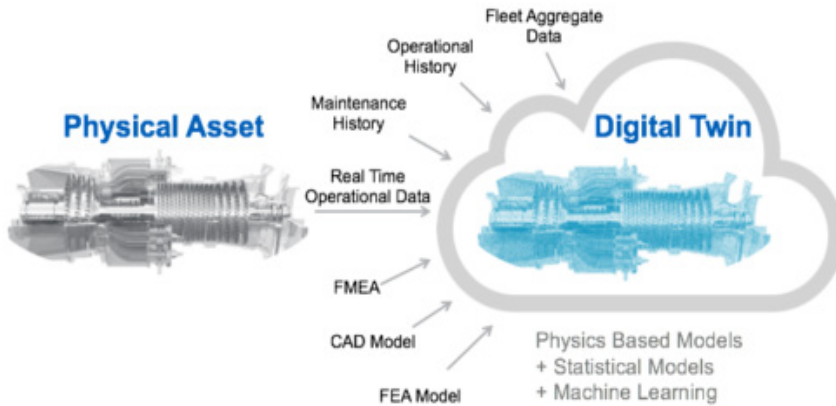 Fleet Aggregate
Data
Operational
History
Physical Asset
Maintenance
History
Digital Twin
Real Time
Operational Data
FMEA
CAD Model
FEA Model
Physics Based Models
+ Statistical Models
+ Machine Learning